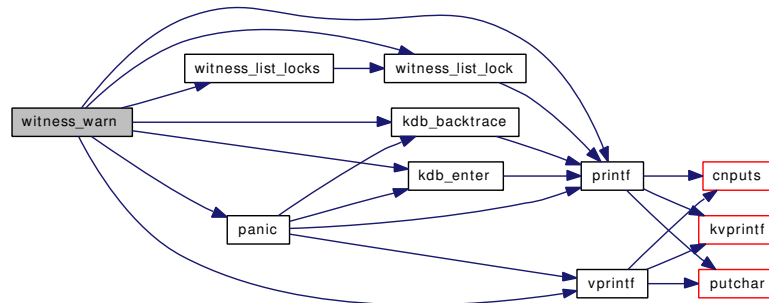 witness_list_locks
witness_list_lock
witness_warn
kdb_backtrace
kdb_enter
printf
cnputs
panic
kvprintf
vprintf
putchar